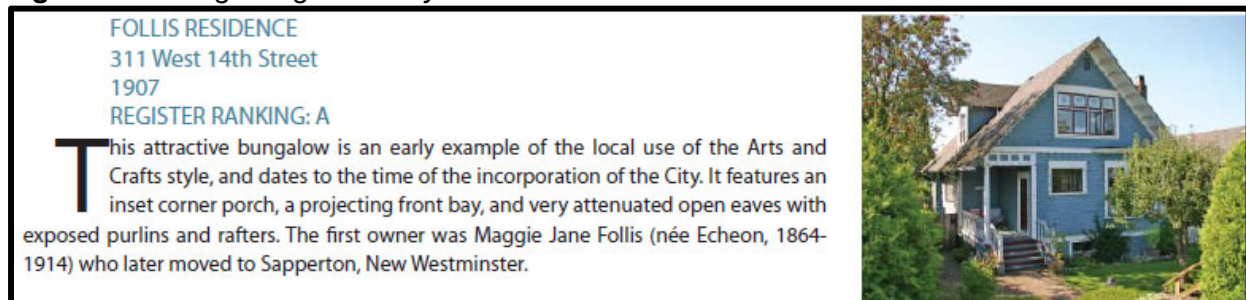 FOLLIS RESIDENCE
311 West 14th Street
1907
REGISTER RANKING: A
This attractive bungalow is an early example of the local use of the Arts and
Crafts style, and dates to the time of the incorporation of the City. It features an
inset corner porch, a projecting front bay, and very attenuated open eaves with
exposed purlins and rafters. The first owner was Maggie Jane Follis (née Echeon, 1864-
1914) who later moved to Sapperton, New Westminster.